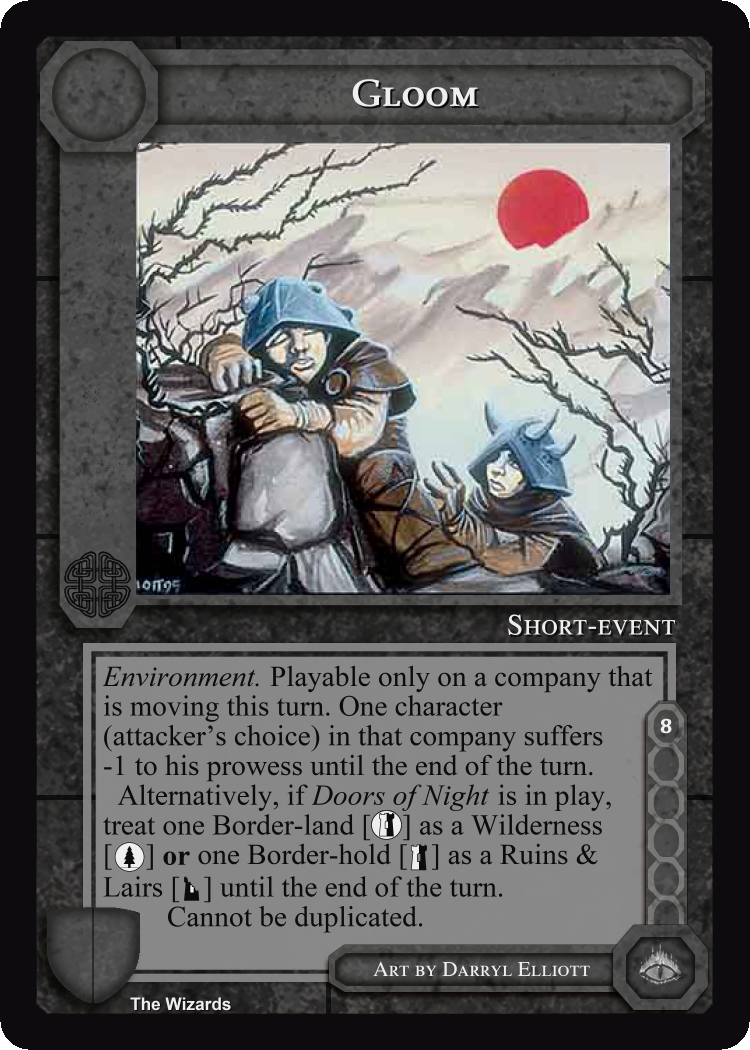 Gloom
Short-event
Environment. Playable only on a company that
is moving this turn. One character
(attacker's choice) in that company suffers
-1 to his prowess until the end of the turn.
Alternatively, if Doors of Night is in play,
treat one Border-land [ ] as a Wilderness
[ ] or one Border-hold [ ] as a Ruins &
Lairs [ ] until the end of the turn.
Cannot be duplicated.
8
Art by Darryl Elliott
The Wizards